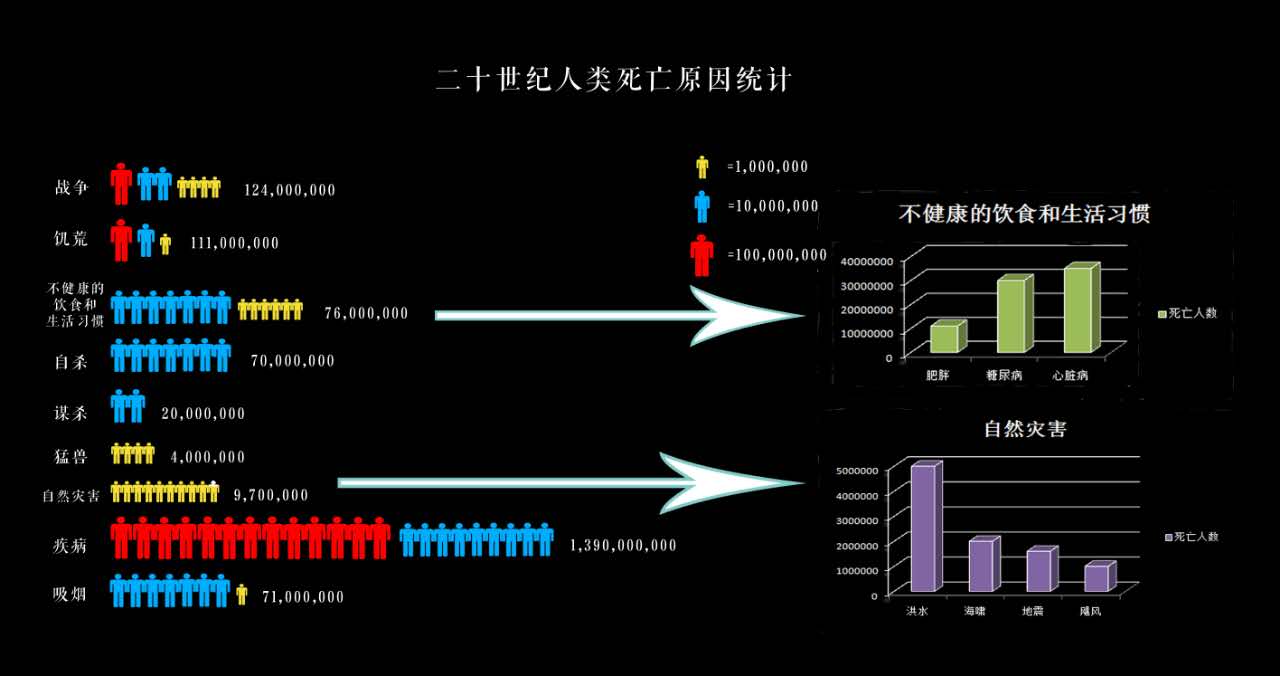 二十世纪人类死亡原因统计
战争
124,000,000
饥荒
111,000,000
不健康的
饮食和
生活习惯
76,000,000
自杀
70,000,000
谋杀
20,000,000
猛兽
4,000,000
自然灾害
9,700,000
疾病
1,390,000,000
吸烟
71,000,000
=1,000,000
=10,000,000
=100,000,000
不健康的饮食和生活习惯
40000000
30000000
20000000
10000000
0
肥胖
糖尿病
心脏病
死亡人数
自然灾害
5000000
4000000
3000000
2000000
1000000
0
洪水
海啸
地震
飓风
死亡人数